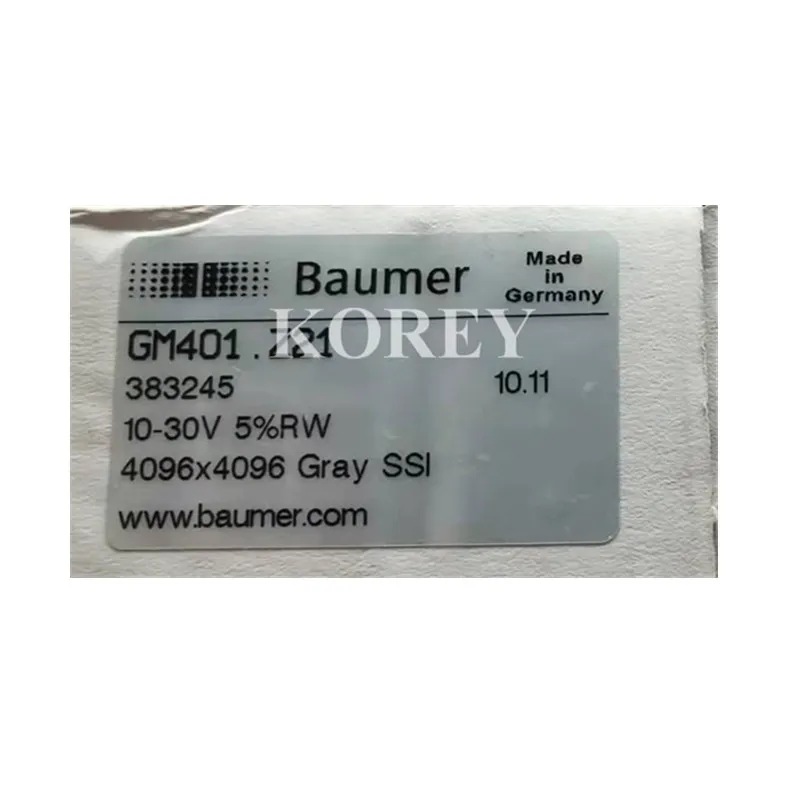 Baumer
Made
in
Germany
KOREY
GM401.
383245
10.11
10-30V 5%RW
4096x4096 Gray SSI
www.baumer.com